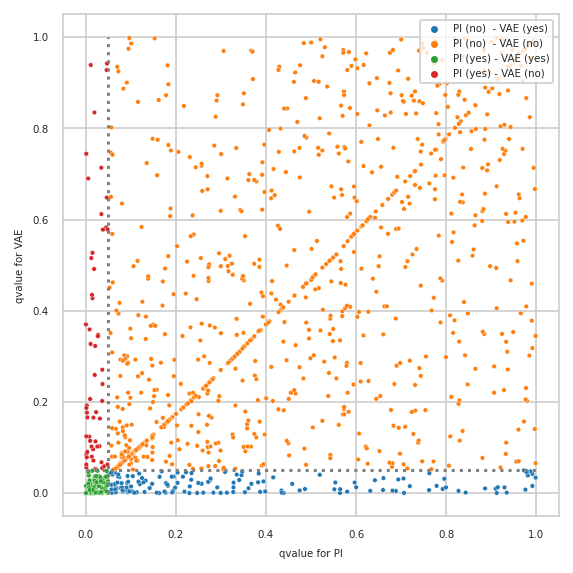 PI (no)  - VAE (yes)
PI (no)  - VAE (no)
PI (yes) - VAE (yes)
PI (yes) - VAE (no)
1.0
0.8
0.6
0.4
0.2
0.0
qvalue for VAE
0.0 0.2 0.4 0.6 0.8 1.0
qvalue for PI